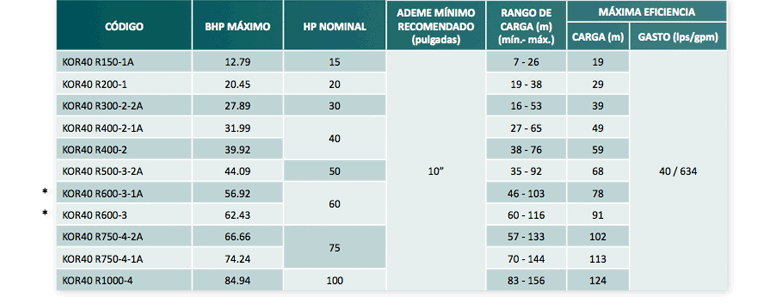 CÓDIGO BHP MÁXIMO HP NOMINAL ADEME MÍNIMO RECOMENDADO (pulgadas) RANGO DE CARGA (m) (mín.- máx.) MÁXIMA EFICIENCIA
CARGA (m) GASTO (lps/gpm)
KOR40 R150-1A 12.79 15 7 - 26 19
KOR40 R200-1 20.45 20 19 - 38 29
KOR40 R300-2-2A 27.89 30 16 - 53 39
KOR40 R400-2-1A 31.99 40 27 - 65 49
KOR40 R400-2 39.92 38 - 76 59
KOR40 R500-3-2A 44.09 50 10” 35 - 92 68 40 / 634
* KOR40 R600-3-1A 56.92 60 46 - 103 78
* KOR40 R600-3 62.43 60 - 116 91
KOR40 R750-4-2A 66.66 75 57 - 133 102
KOR40 R750-4-1A 74.24 70 - 144 113
KOR40 R1000-4 84.94 100 83 - 156 124